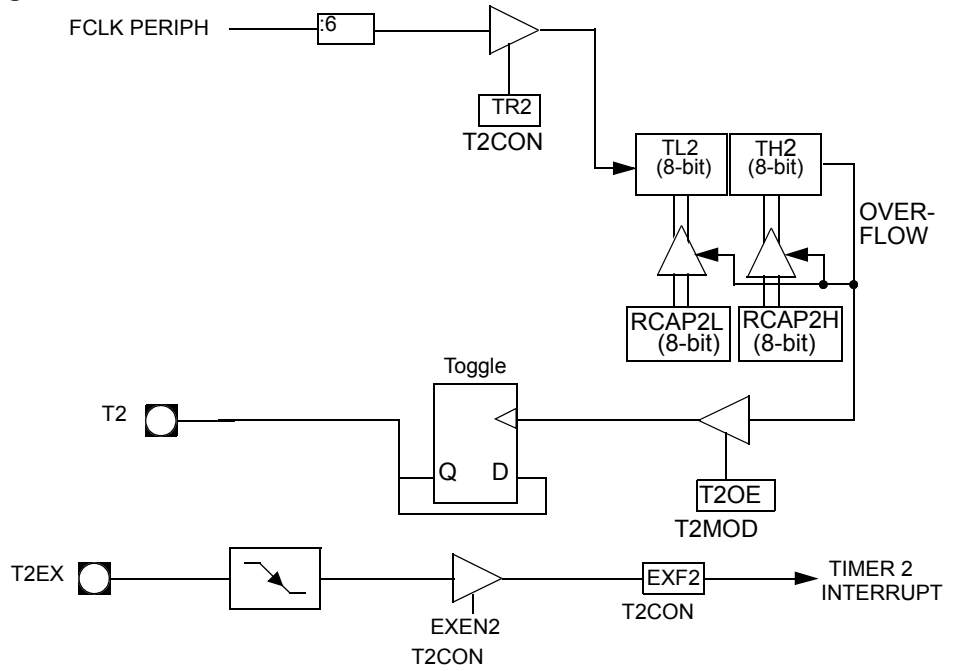 FCLK PERIPH
:6
TR2
T2CON
TL2
(8-bit)
TH2
(8-bit)
OVER-
FLOW
RCAP2L
(8-bit)
RCAP2H
(8-bit)
Toggle
T2
Q D
T2OE
T2MOD
T2EX
EXEN2
T2CON
EXF2
T2CON
TIMER 2
INTERRUPT